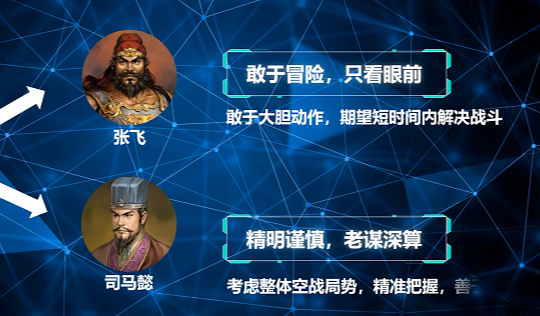 敢于冒险，只看眼前
敢于大胆动作，期望短时间内解决战斗
张飞
精明谨慎，老谋深算
司马懿
考虑整体空战局势，精准把握，善